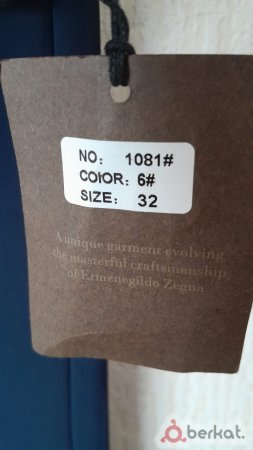 NO: 1081#
COlOR: 6#
SIZE: 32
A unique garment evolving
the masterful craftsmanship
of Ermenegildo Zegna
berkat.